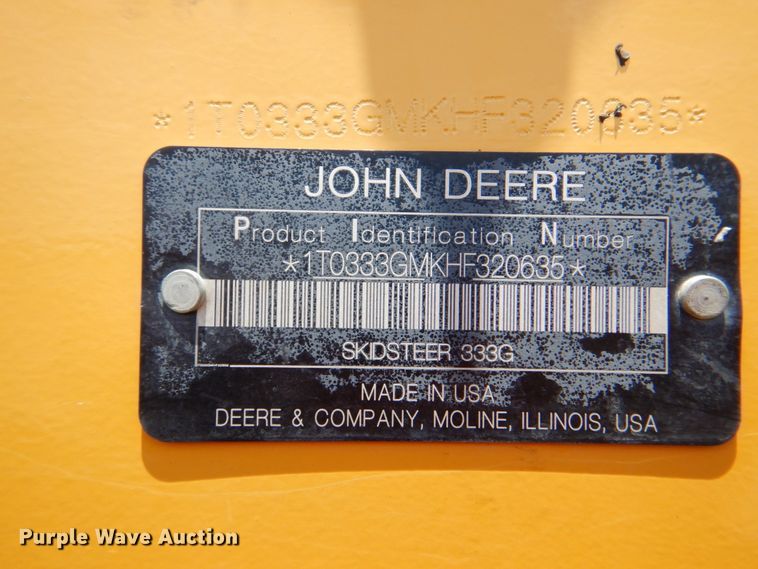 *1T0333GMKHF320635*
JOHN DEERE
Product Identification Number
*1T0333GMKHF320635*
SKIDSTEER 333G
MADE IN USA
DEERE & COMPANY, MOLINE, ILLINOIS, USA
Purple Wave Auction